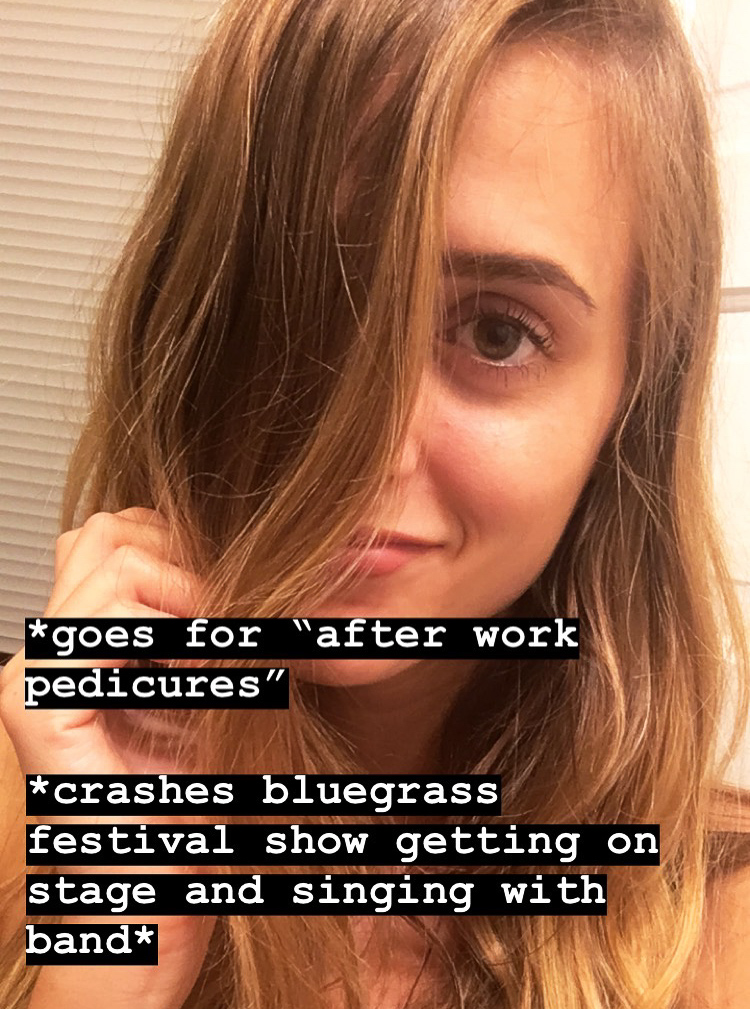 *goes for “after work
pedicures”
*crashes bluegrass
festival show getting on
stage and singing with
band*